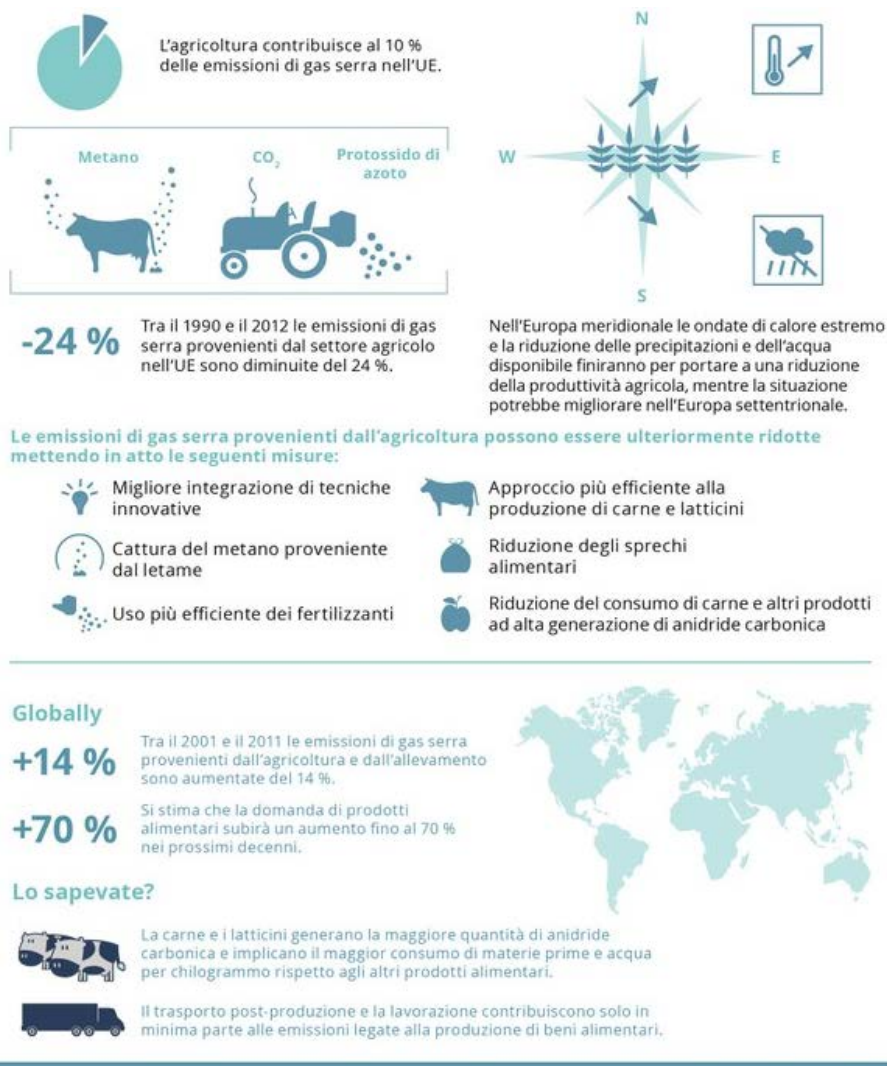 L'agricoltura contribuisce al 10 %
delle emissioni di gas serra nell'UE.
Metano
CO2
Protossido di
azoto
-24 %
Tra il 1990 e il 2012 le emissioni di gas
serra provenienti dal settore agricolo
nell'UE sono diminuite del 24 %.
N
W
E
S
Nell'Europa meridionale le ondate di calore estremo
e la riduzione delle precipitazioni e dell'acqua
disponibile finiranno per portare a una riduzione
della produttività agricola, mentre la situazione
potrebbe migliorare nell'Europa settentrionale.
Le emissioni di gas serra provenienti dall'agricoltura possono essere ulteriormente ridotte
mettendo in atto le seguenti misure:
Migliore integrazione di tecniche
innovative
Cattura del metano proveniente
dal letame
Uso più efficiente dei fertilizzanti
Approccio più efficiente alla
produzione di carne e latticini
Riduzione degli sprechi
alimentari
Riduzione del consumo di carne e altri prodotti
ad alta generazione di anidride carbonica
Globally
+14 %
Tra il 2001 e il 2011 le emissioni di gas serra
provenienti dall'agricoltura e dall'allevamento
sono aumentate del 14 %.
+70 %
Si stima che la domanda di prodotti
alimentari subirà un aumento fino al 70 %
nei prossimi decenni.
Lo sapevate?
La carne e i latticini generano la maggiore quantità di anidride
carbonica e implicano il maggior consumo di materie prime e acqua
per chilogrammo rispetto agli altri prodotti alimentari.
Il trasporto post-produzione e la lavorazione contribuiscono solo in
minima parte alle emissioni legate alla produzione di beni alimentari.